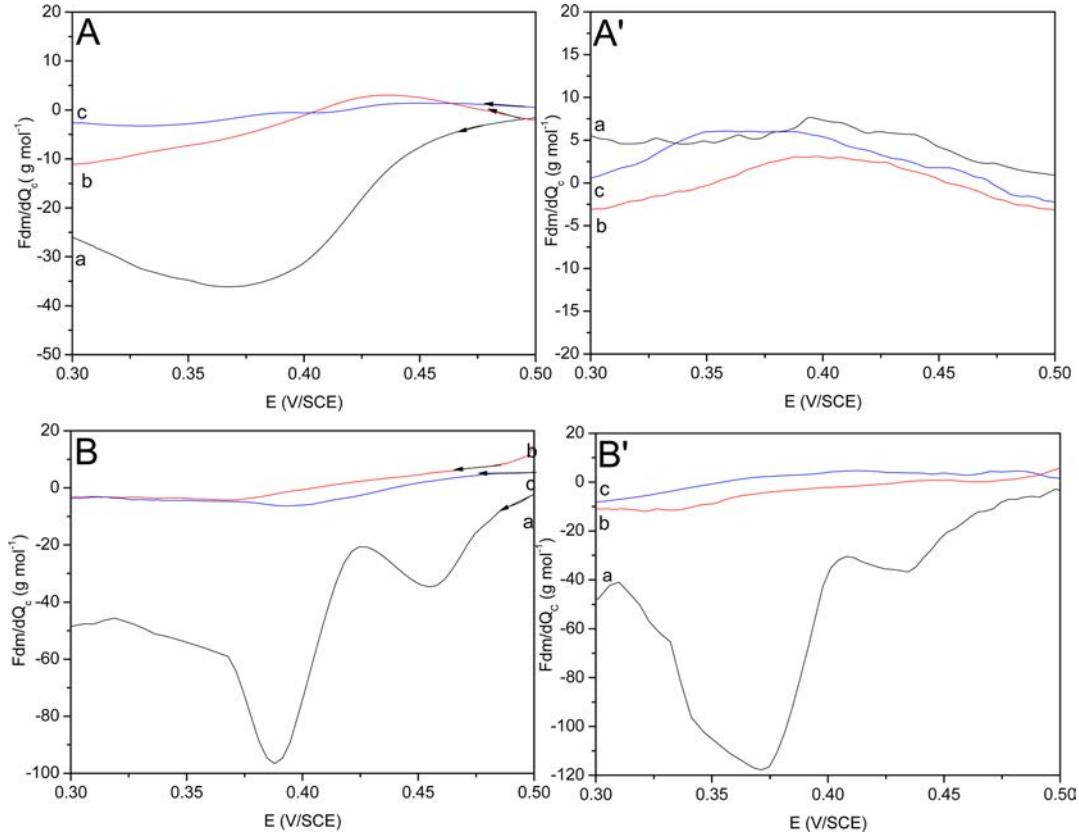 A
20
10
0
-10
-20
-30
-40
-50
Fdm/dQc( g mol-1)
c
b
a
0.30 0.35 0.40 0.45 0.50
E (V/SCE)
A'
20
15
10
5
0
-5
-10
-15
-20
Fdm/dQc (g mol-1)
a
c
b
0.30 0.35 0.40 0.45 0.50
E (V/SCE)
B
20
0
-20
-40
-60
-80
-100
Fdm/dQc (g mol-1)
b
c
a
0.30 0.35 0.40 0.45 0.50
E (V/SCE)
B'
20
0
-20
-40
-60
-80
-100
-120
Fdm/dQc (g mol-1)
c
b
a
0.30 0.35 0.40 0.45 0.50
E (V/SCE)